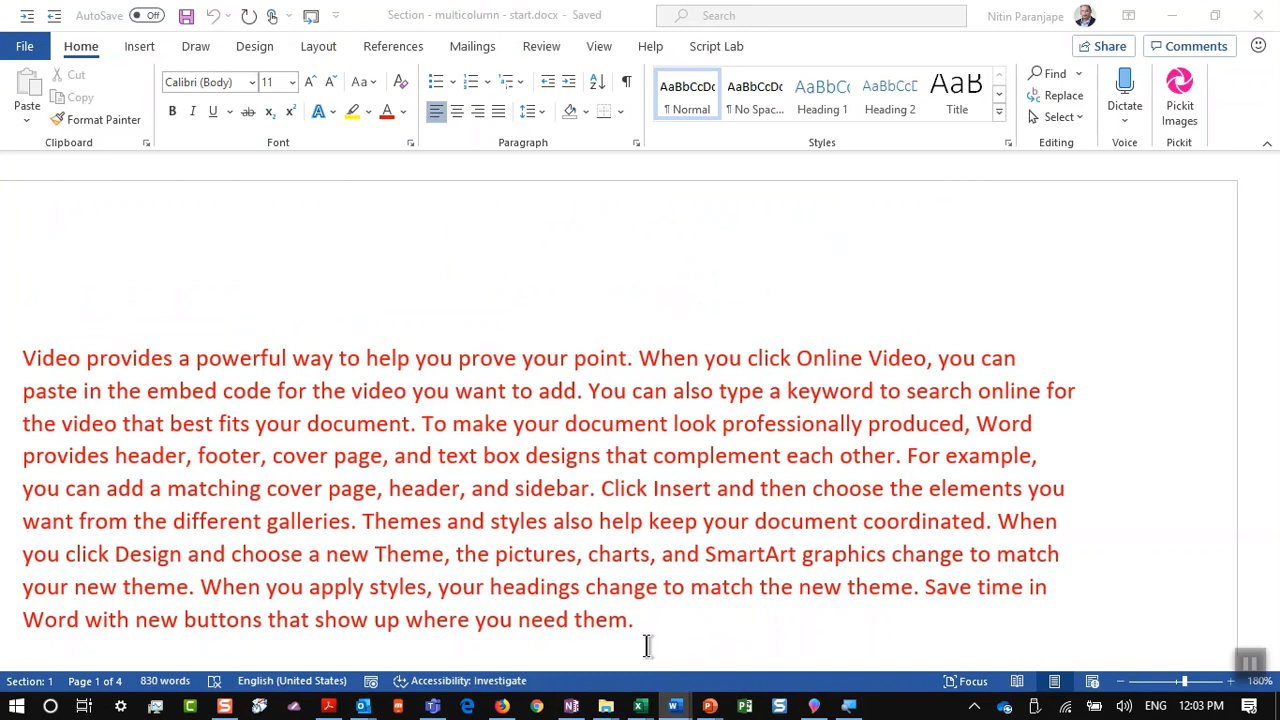 AutoSave Off
Section - multicolumn - start.docx - Saved
Search
Nitin Paranjape
File Home Insert Draw Design Layout References Mailings Review View Help Script Lab Share Comments
Paste Cut
Copy
Format Painter
Clipboard
Calibri (Body) 11 Aa
B I U ab x₂ x² A A
Font
Paragraph
AaBbCcDc AaBbCcDc AaBbCc AaBbCcD AaB
¶ Normal ¶ No Spac... Heading 1 Heading 2 Title
Styles
Find
Replace
Select
Editing
Dictate
Voice
Pickit Images
Pickit
Video provides a powerful way to help you prove your point. When you click Online Video, you can
paste in the embed code for the video you want to add. You can also type a keyword to search online for
the video that best fits your document. To make your document look professionally produced, Word
provides header, footer, cover page, and text box designs that complement each other. For example,
you can add a matching cover page, header, and sidebar. Click Insert and then choose the elements you
want from the different galleries. Themes and styles also help keep your document coordinated. When
you click Design and choose a new Theme, the pictures, charts, and SmartArt graphics change to match
your new theme. When you apply styles, your headings change to match the new theme. Save time in
Word with new buttons that show up where you need them.
Section: 1 Page 1 of 4 830 words English (United States) Accessibility: Investigate Focus 180%
ENG 12:03 PM